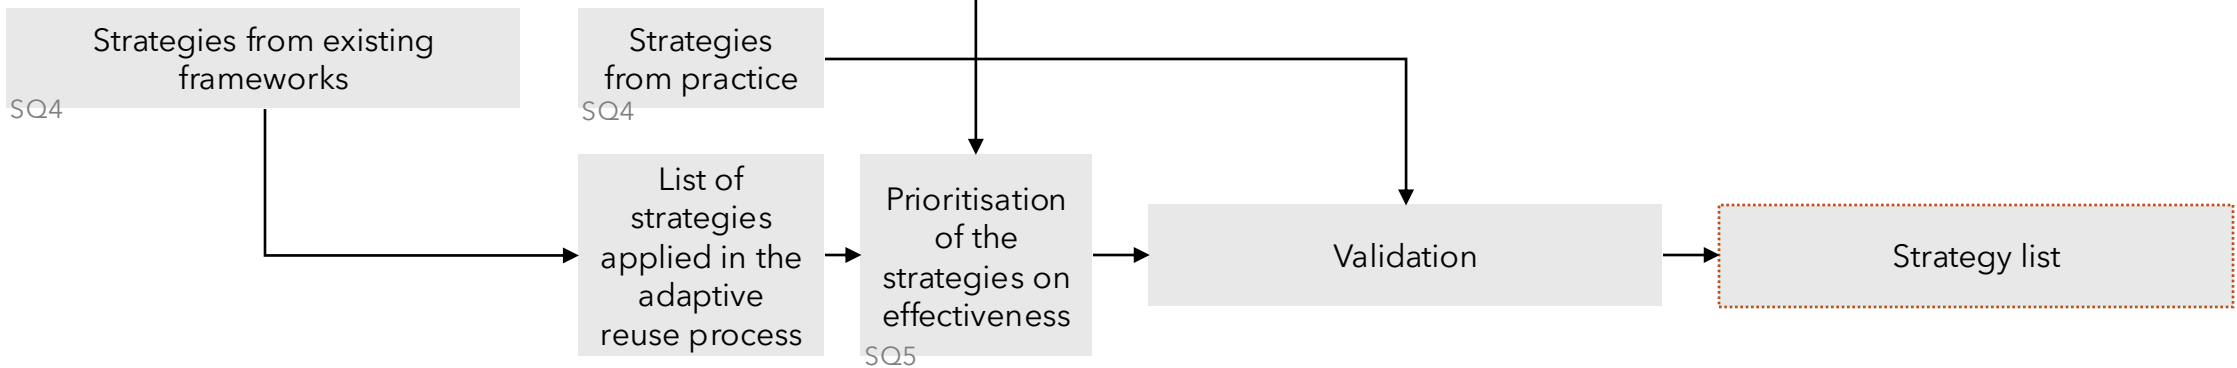 Strategies from existing
frameworks
SQ4
Strategies
from practice
SQ4
List of
strategies
applied in the
adaptive
reuse process
Prioritisation
of the
strategies on
effectiveness
SQ5
Validation
Strategy list